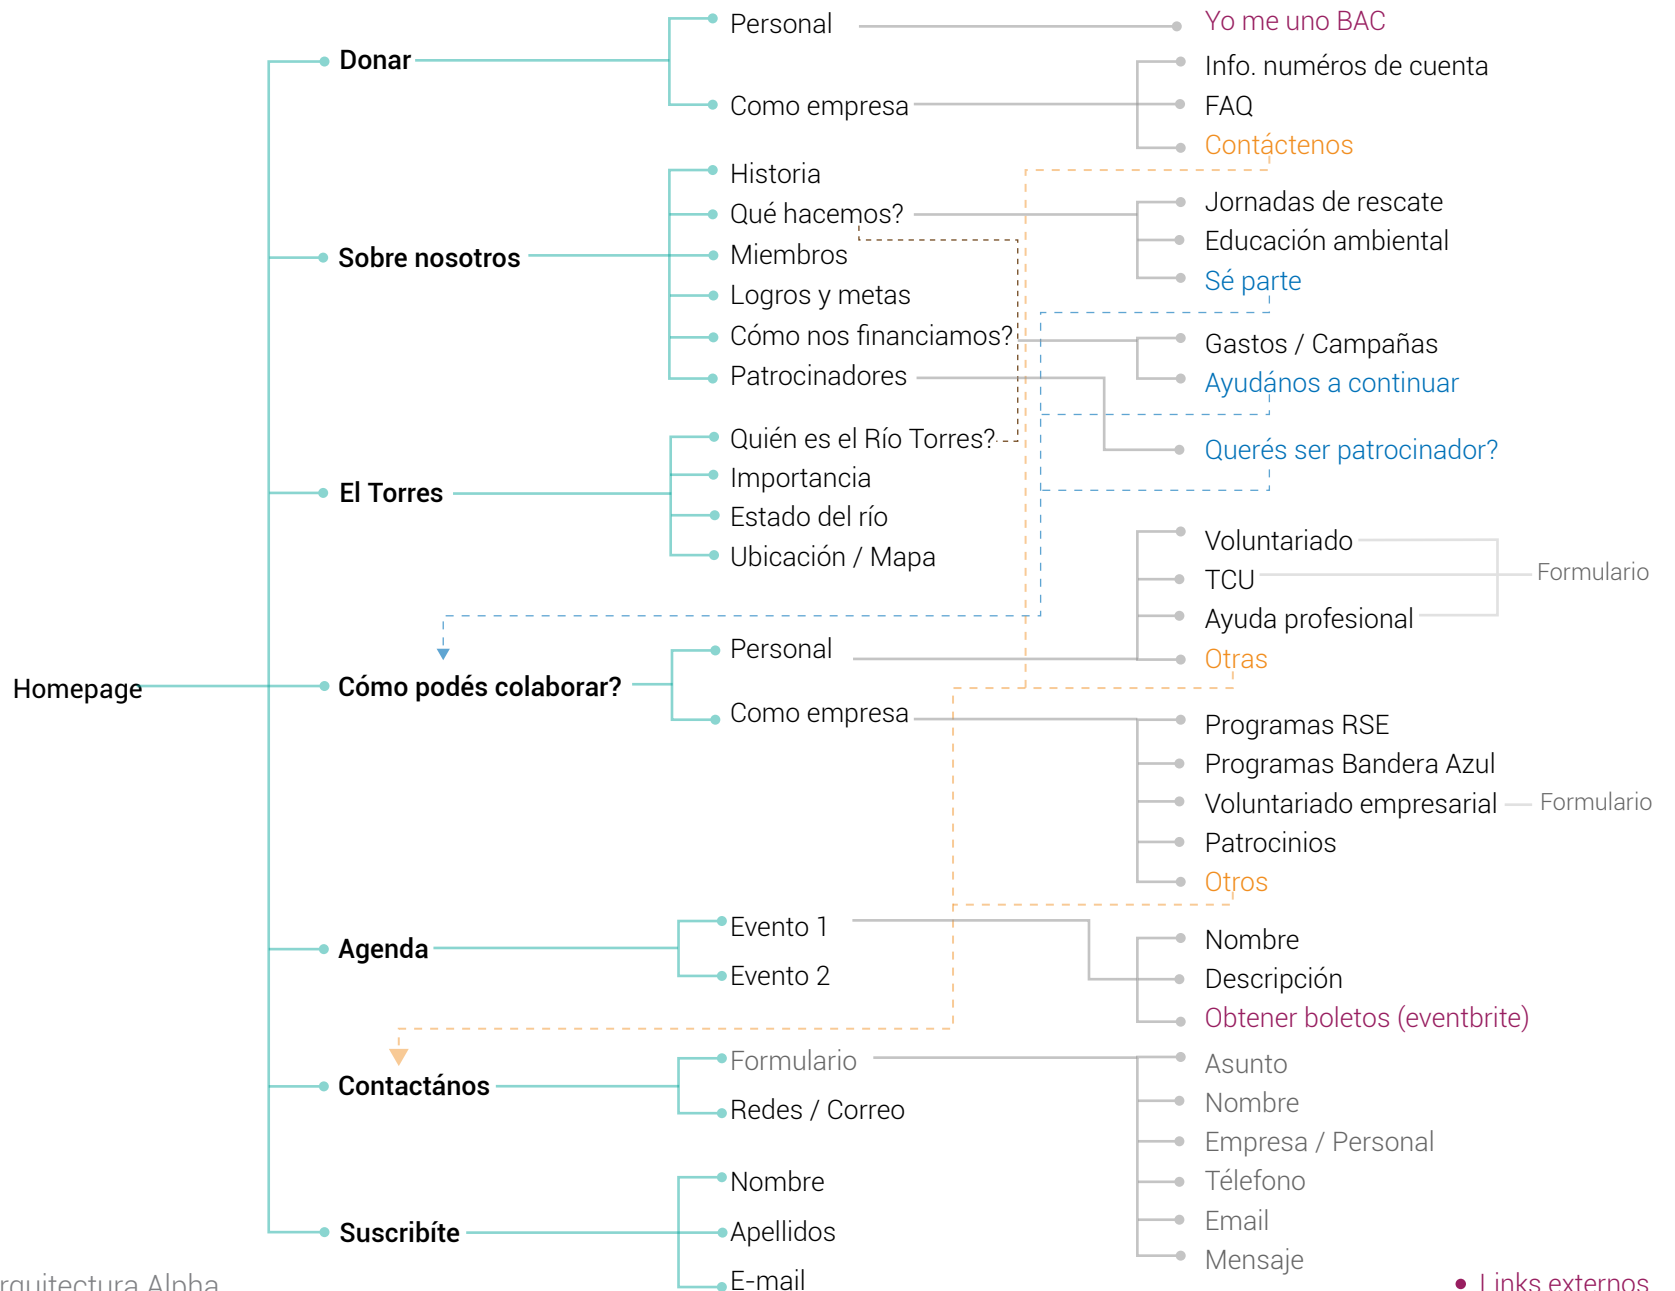 Homepage
Donar
Personal
Yo me uno BAC
Como empresa
Info. numéros de cuenta
FAQ
Contáctenos
Sobre nosotros
Historia
Qué hacemos?
Jornadas de rescate
Educación ambiental
Sé parte
Miembros
Logros y metas
Cómo nos financiamos?
Gastos / Campañas
Ayudános a continuar
Patrocinadores
Querés ser patrocinador?
El Torres
Quién es el Río Torres?
Importancia
Estado del río
Ubicación / Mapa
Cómo podés colaborar?
Personal
Voluntariado
TCU
Ayuda profesional
Formulario
Otras
Como empresa
Programas RSE
Programas Bandera Azul
Voluntariado empresarial
Formulario
Patrocinios
Otros
Agenda
Evento 1
Nombre
Descripción
Obtener boletos (eventbrite)
Evento 2
Contactános
Formulario
Asunto
Nombre
Empresa / Personal
Télefono
Email
Mensaje
Redes / Correo
Suscribíte
Nombre
Apellidos
E-mail
rquitectura Alpha
Links externos